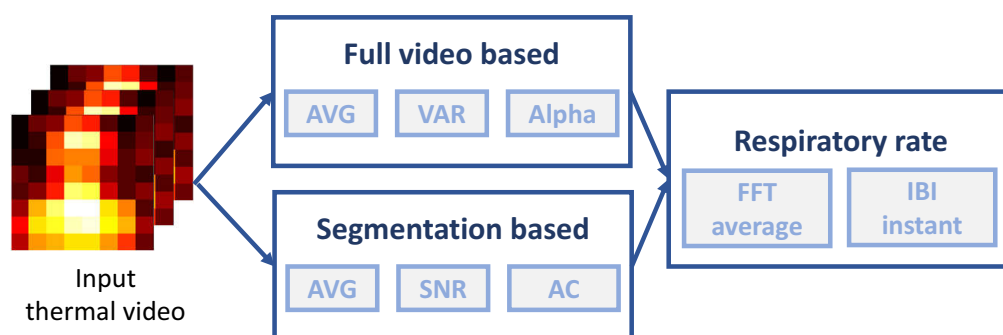 Input
thermal video
Full video based
AVG VAR Alpha
Segmentation based
AVG SNR AC
Respiratory rate
FFT IBI
average instant